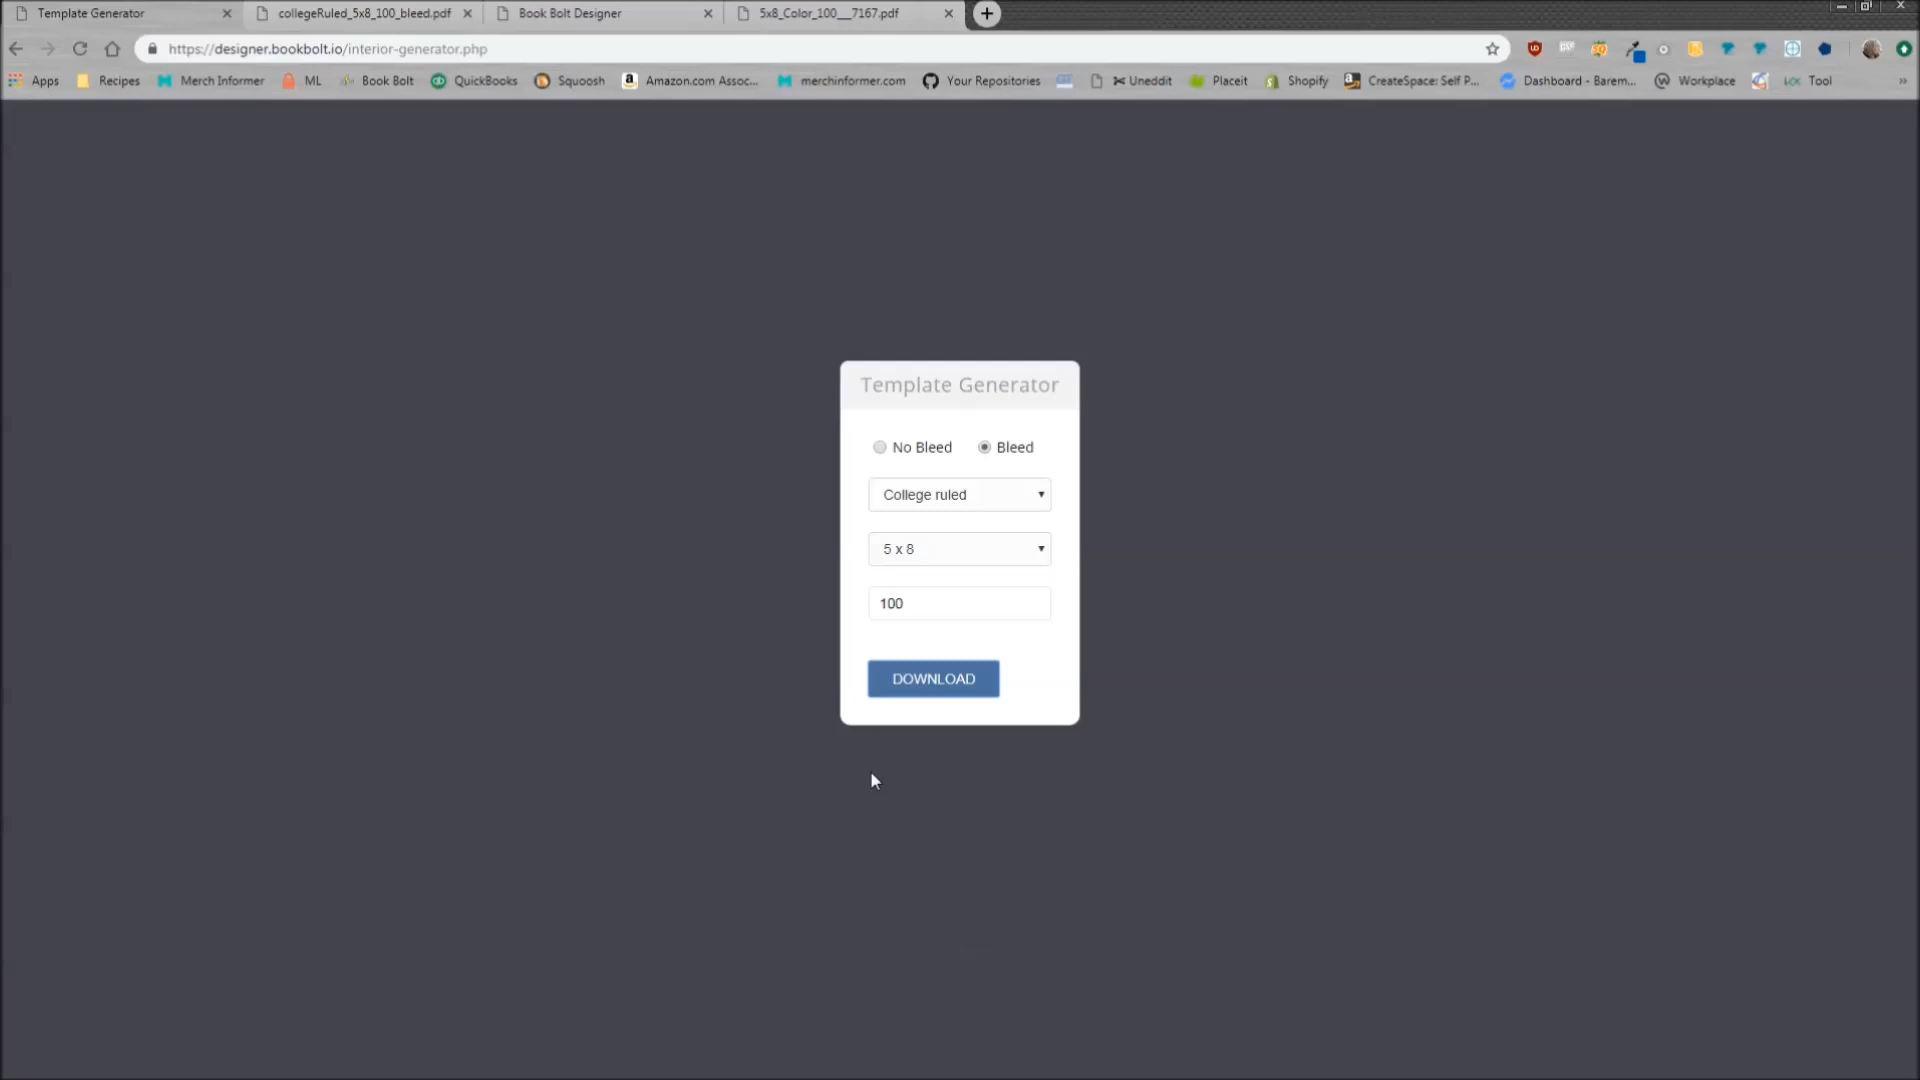 Template Generator
collegeRuled_5x8_100_bleed.pdf
Book Bolt Designer
5x8_Color_100__7167.pdf
https://designer.bookbolt.io/interior-generator.php
Apps
Recipes
Merch Informer
ML
Book Bolt
QuickBooks
Squoosh
Amazon.com Assoc...
merchinformer.com
Your Repositories
Uneddit
Placeit
Shopify
CreateSpace: Self P...
Dashboard - Barem...
Workplace
Tool
Template Generator
No Bleed
Bleed
College ruled
5 x 8
100
DOWNLOAD